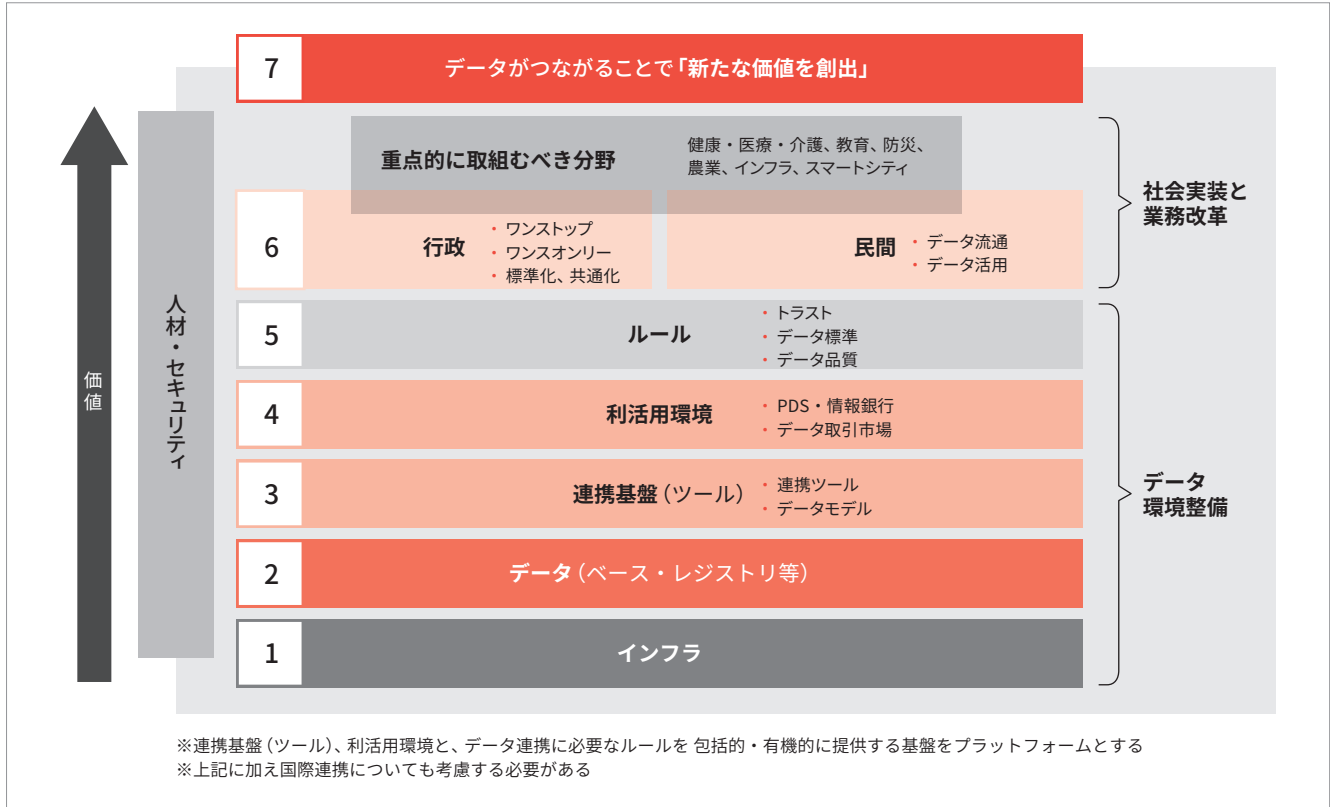 7
データがつながることで「新たな価値を創出」
重点的に取組むべき分野
健康・医療・介護、教育、防災、
農業、インフラ、スマートシティ
6
行政
・ワンストップ
・ワンスオンリー
・標準化、共通化
民間
・データ流通
・データ活用
社会実装と
業務改革
5
ルール
・トラスト
・データ標準
・データ品質
4
利活用環境
・PDS・情報銀行
・データ取引市場
3
連携基盤(ツール)
・連携ツール
・データモデル
2
データ(ベース・レジストリ等)
1
インフラ
データ
環境整備
価値
人材・セキュリティ
※連携基盤(ツール)、利活用環境と、データ連携に必要なルールを 包括的・有機的に提供する基盤をプラットフォームとする
※上記に加え国際連携についても考慮する必要がある